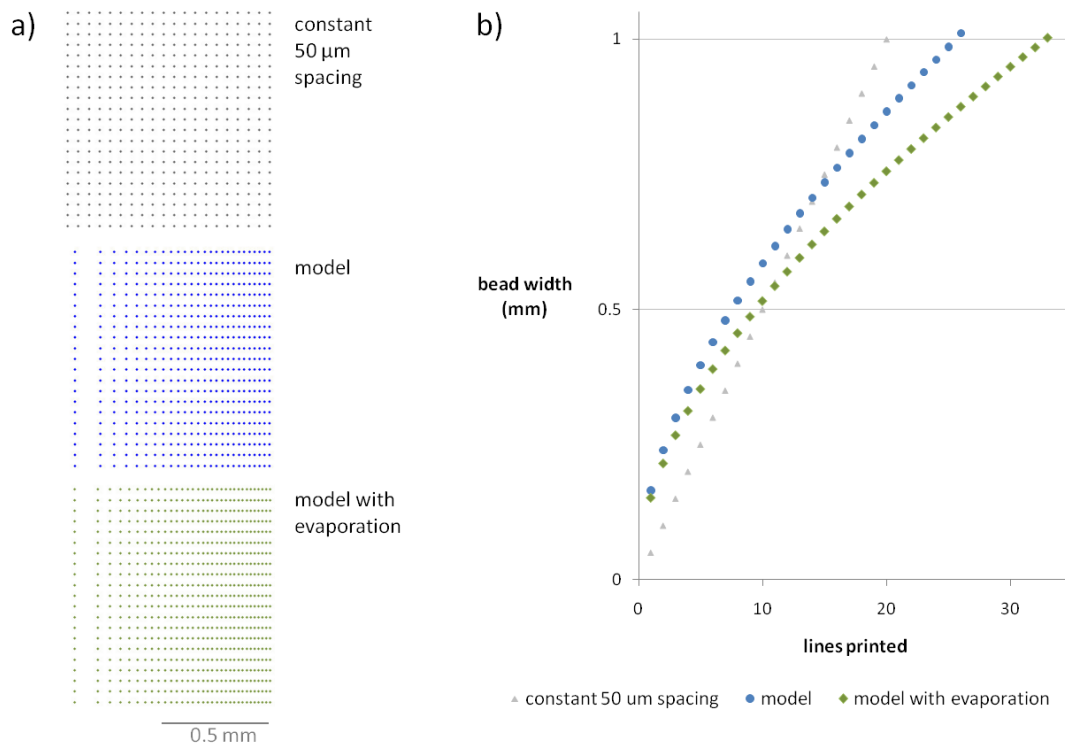 a)
constant
50 µm
spacing
model
model with
evaporation
0.5 mm
b)
1
0.5
0
bead width
(mm)
0 10 20 30
lines printed
constant 50 um spacing model model with evaporation